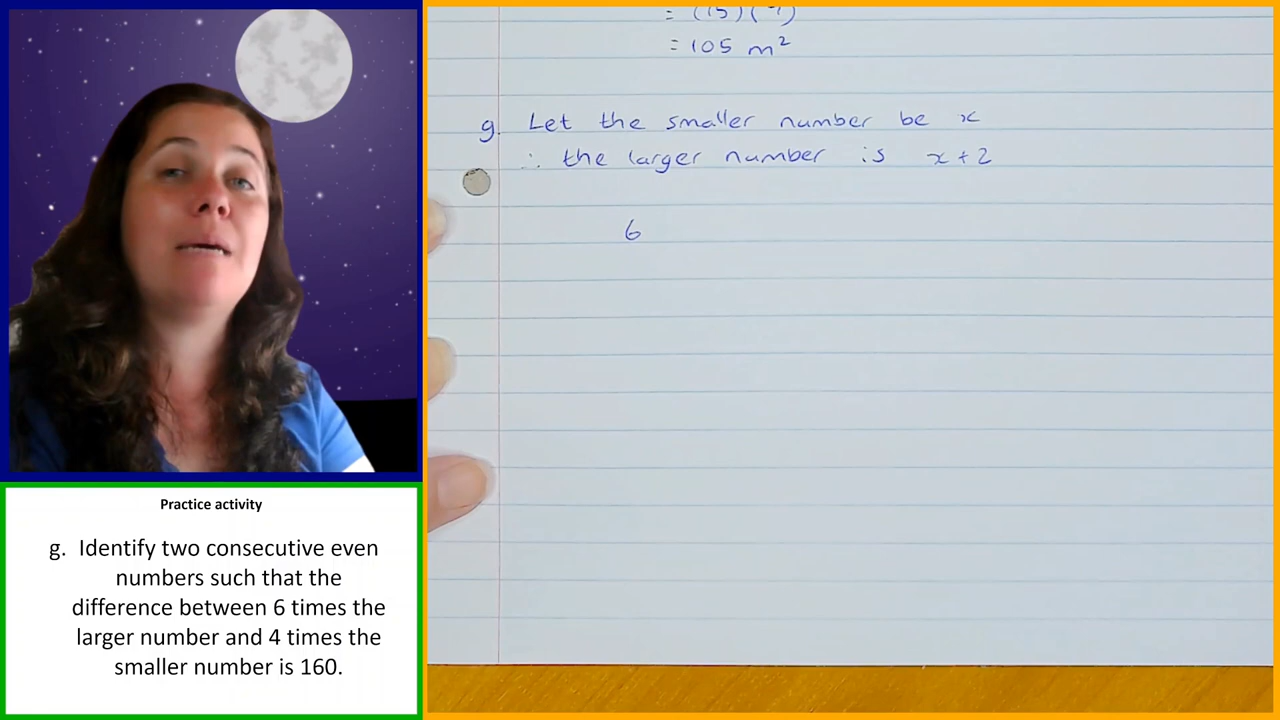 = 105 m²
g. Let the smaller number be x
∴ the larger number is x + 2
6
Practice activity
g. Identify two consecutive even
numbers such that the
difference between 6 times the
larger number and 4 times the
smaller number is 160.